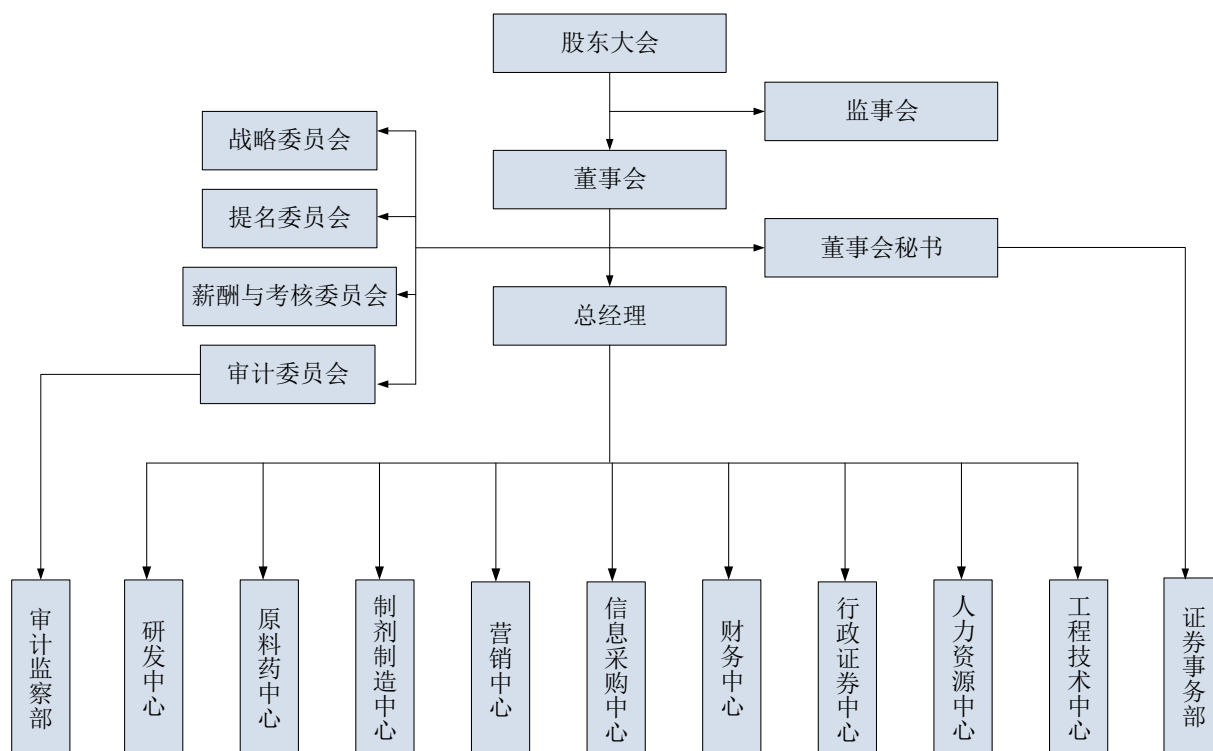 股东大会
监事会
战略委员会
董事会
提名委员会
董事会秘书
薪酬与考核委员会
总经理
审计委员会
审计监察部
研发中心
原料药中心
制剂制造中心
营销中心
信息采购中心
财务中心
行政证券中心
人力资源中心
工程技术中心
证券事务部